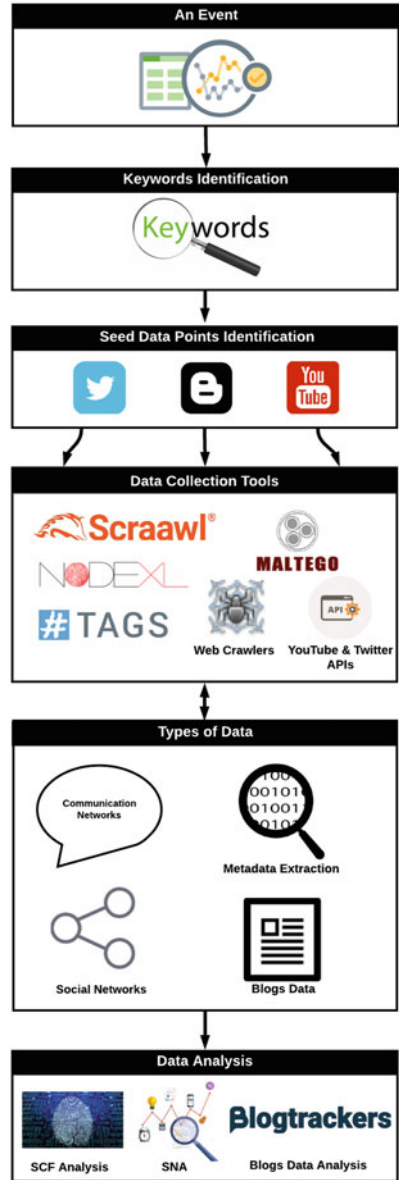 An Event
Keywords Identification
Keywords
Seed Data Points Identification
You
Tube
Data Collection Tools
Scraawl®
MALTEGO
NODEXL
# TAGS
API
Web Crawlers
YouTube & Twitter
APIs
Types of Data
Communication
Networks
Metadata Extraction
Social Networks
Blogs Data
Data Analysis
Blogtrackers
SCF Analysis
SNA
Blogs Data Analysis